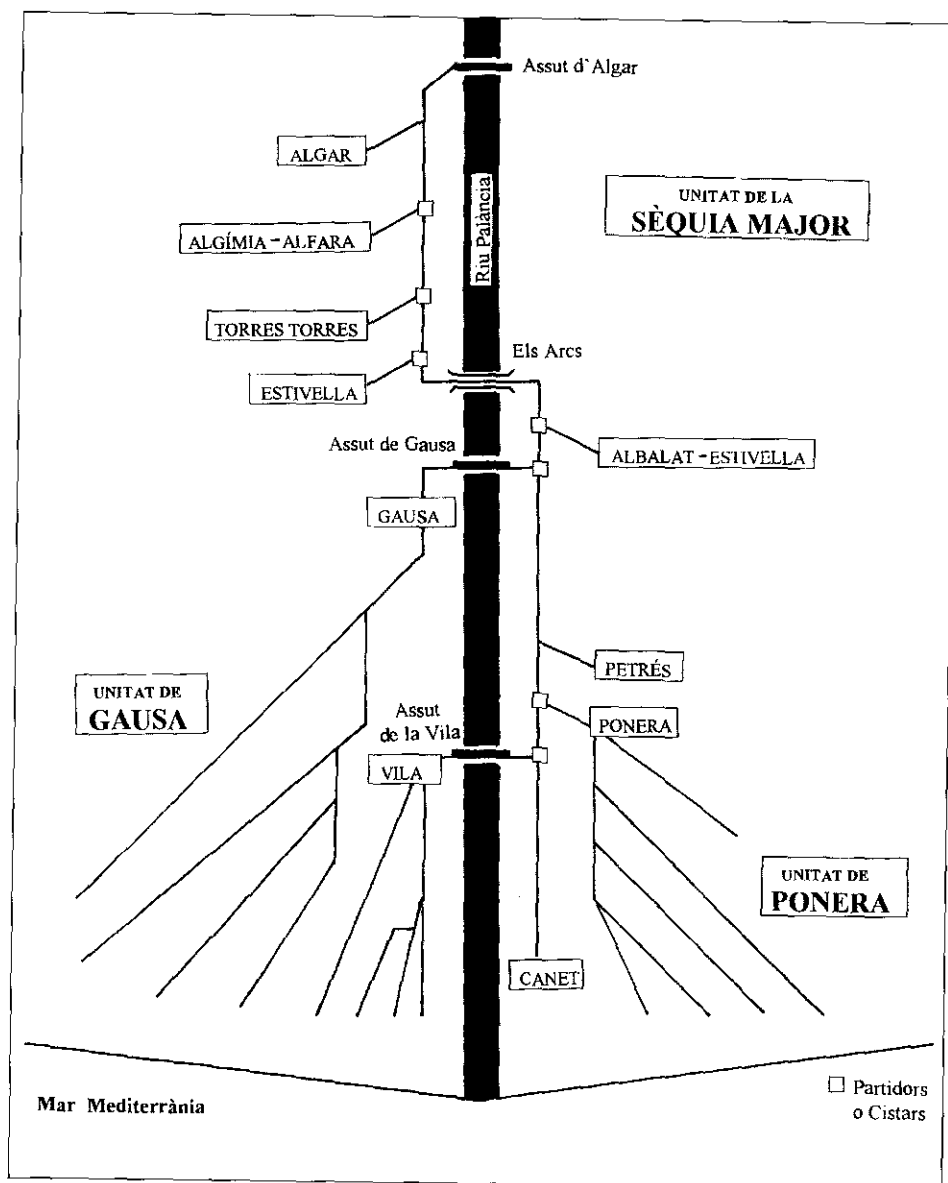 Assut d'Algar
ALGAR
UNITAT DE LA
SÈQUIA MAJOR
Riu Palància
ALGÍMIA - ALFARA
TORRES TORRES
Els Arcs
ESTIVELLA
Assut de Gausa
ALBALAT - ESTIVELLA
GAUSA
PETRÉS
UNITAT DE
GAUSA
Assut
de la Vila
PONERA
VILA
UNITAT DE
PONERA
CANET
Mar Mediterrània
Partidors
o Cistars